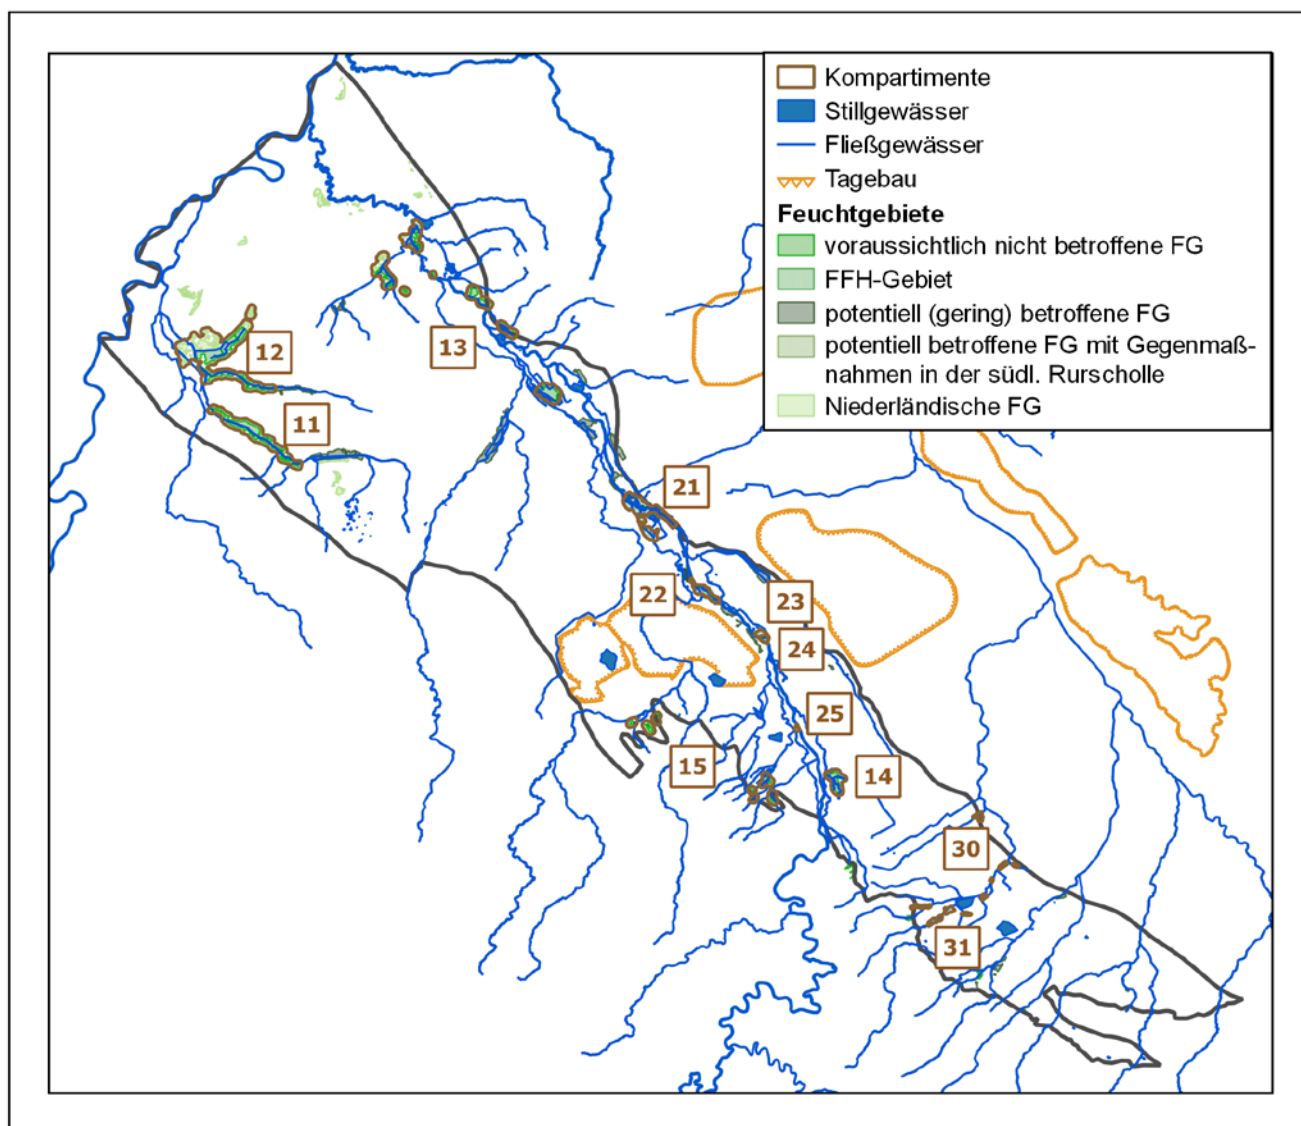 Kompartimente
Stillgewässer
Fließgewässer
Tagebau
Feuchtgebiete
voraussichtlich nicht betroffene FG
FFH-Gebiet
potentiell (gering) betroffene FG
potentiell betroffene FG mit Gegenmaß-
nahmen in der südl. Rurscholle
Niederländische FG
12
13
11
21
22
23
24
25
15
14
30
31